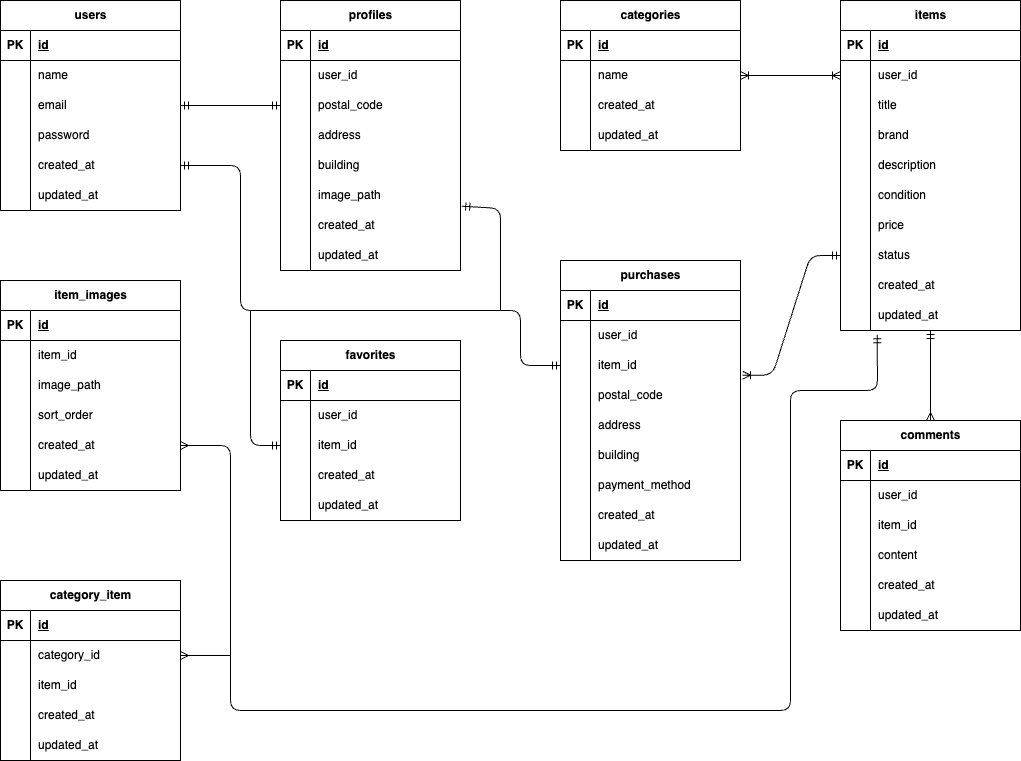 users
PK id
name
email
password
created_at
updated_at
profiles
PK id
user_id
postal_code
address
building
image_path
created_at
updated_at
categories
PK id
name
created_at
updated_at
items
PK id
user_id
title
brand
description
condition
price
status
created_at
updated_at
item_images
PK id
item_id
image_path
sort_order
created_at
updated_at
favorites
PK id
user_id
item_id
created_at
updated_at
purchases
PK id
user_id
item_id
postal_code
address
building
payment_method
created_at
updated_at
comments
PK id
user_id
item_id
content
created_at
updated_at
category_item
PK id
category_id
item_id
created_at
updated_at